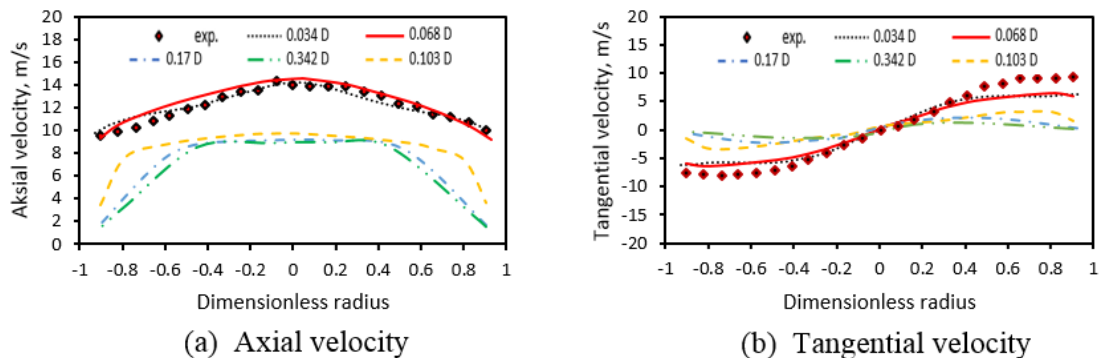 Aksial velocity, m/s
20
18
16
14
12
10
8
6
4
2
0
exp. 0.034 D 0.068 D
0.17 D 0.342 D 0.103 D
-1 -0.8 -0.6 -0.4 -0.2 0 0.2 0.4 0.6 0.8 1
Dimensionless radius
(a) Axial velocity
Tangential velocity, m/s
20
15
10
5
0
-5
-10
-15
-20
exp. 0.034 D 0.068 D
0.17 D 0.342 D 0.103 D
-1 -0.8 -0.6 -0.4 -0.2 0 0.2 0.4 0.6 0.8 1
Dimensionless radius
(b) Tangential velocity